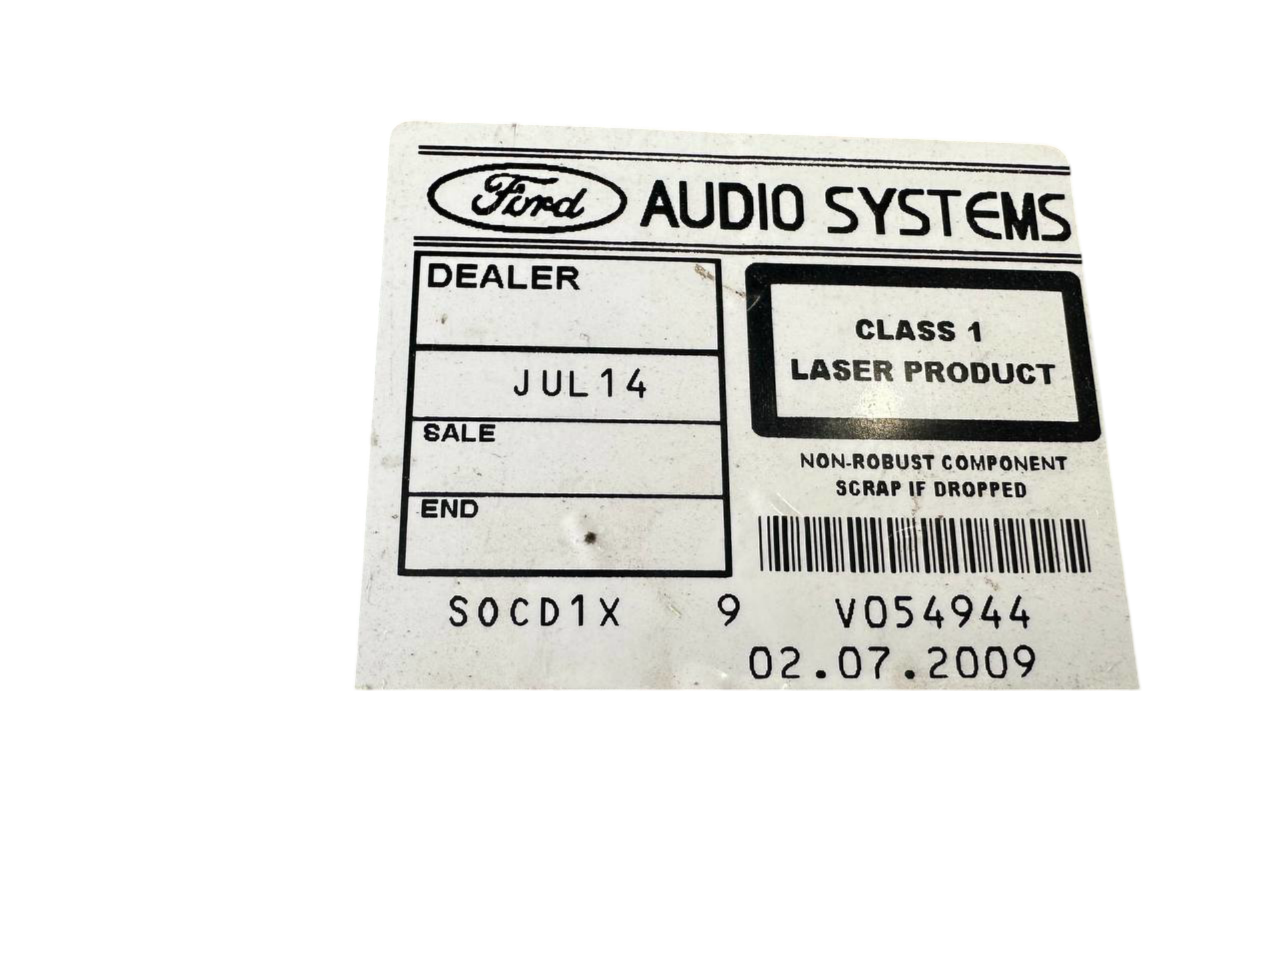 Ford AUDIO SYSTEMS
DEALER
JUL14
SALE
END
CLASS 1
LASER PRODUCT
NON-ROBUST COMPONENT
SCRAP IF DROPPED
S0CD1X 9 V054944
02.07.2009